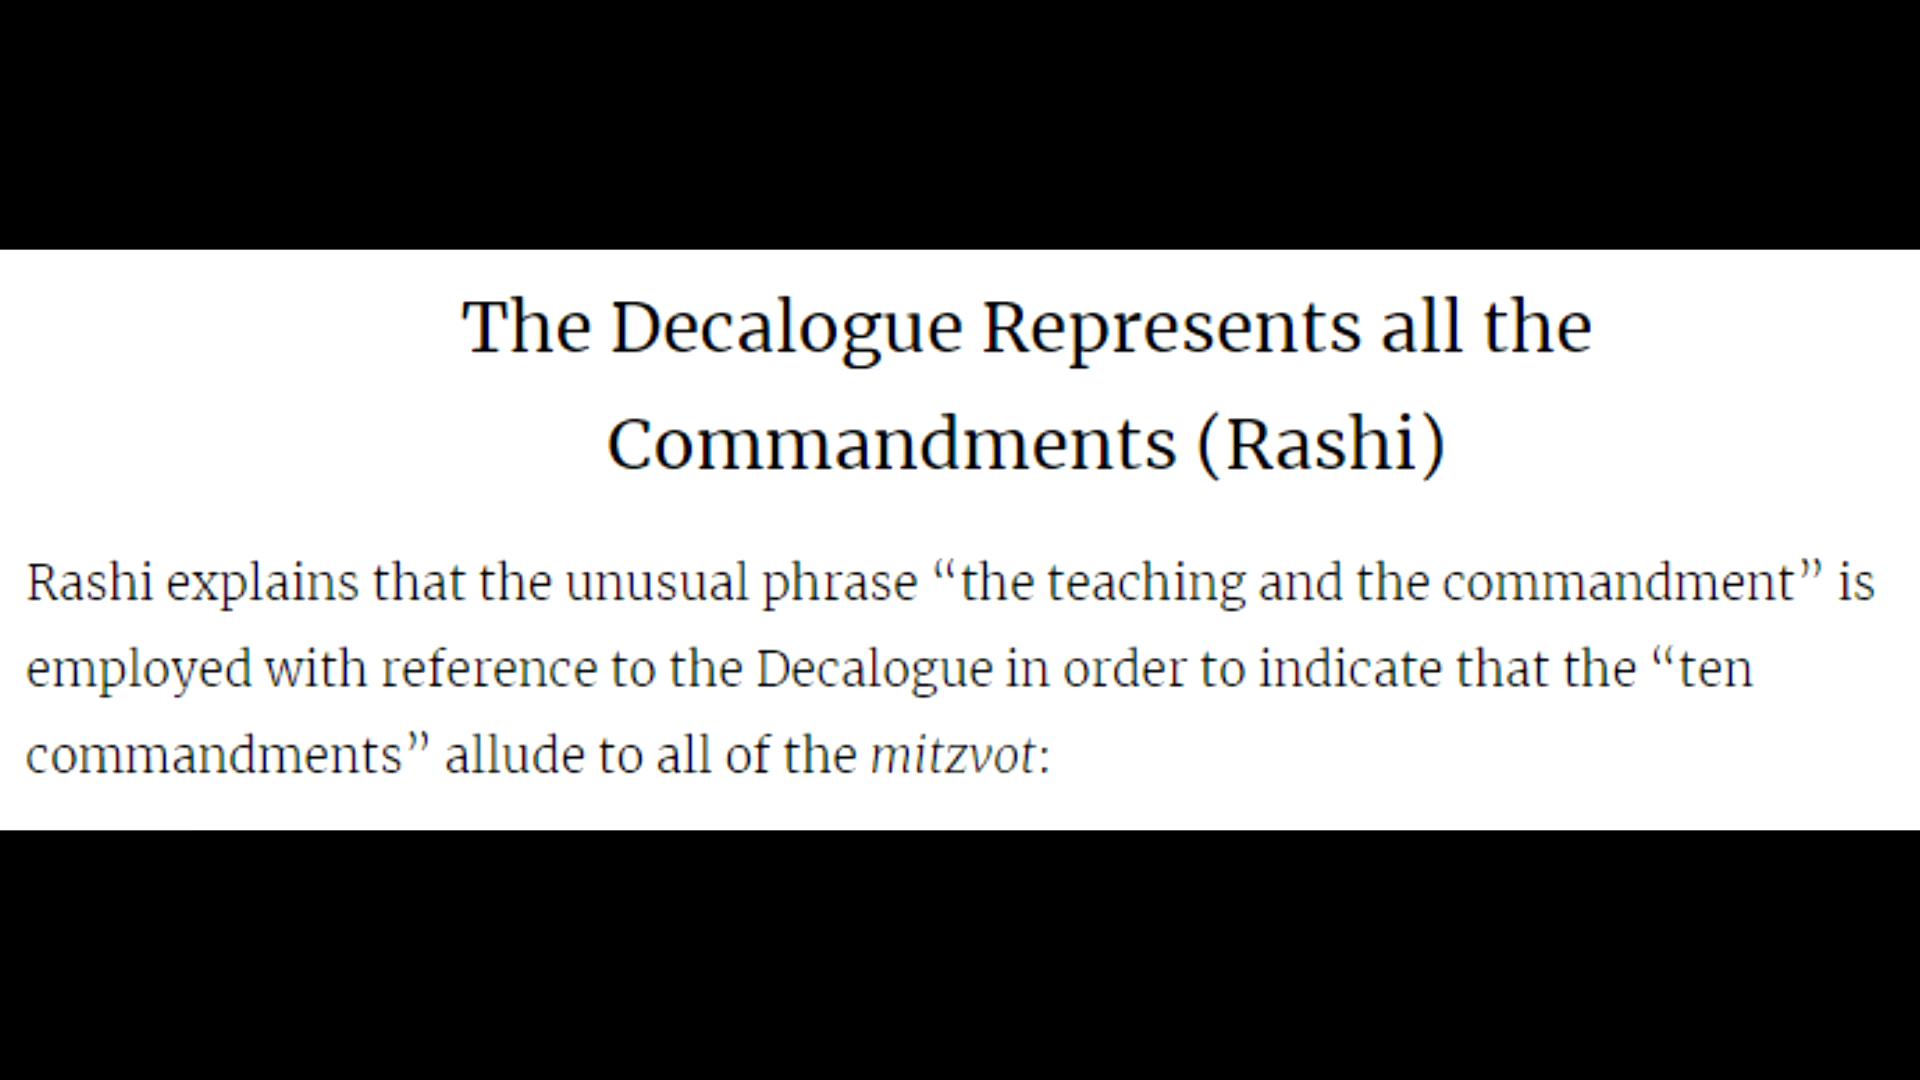 The Decalogue Represents all the
Commandments (Rashi)
Rashi explains that the unusual phrase “the teaching and the commandment” is
employed with reference to the Decalogue in order to indicate that the “ten
commandments” allude to all of the mitzvot: